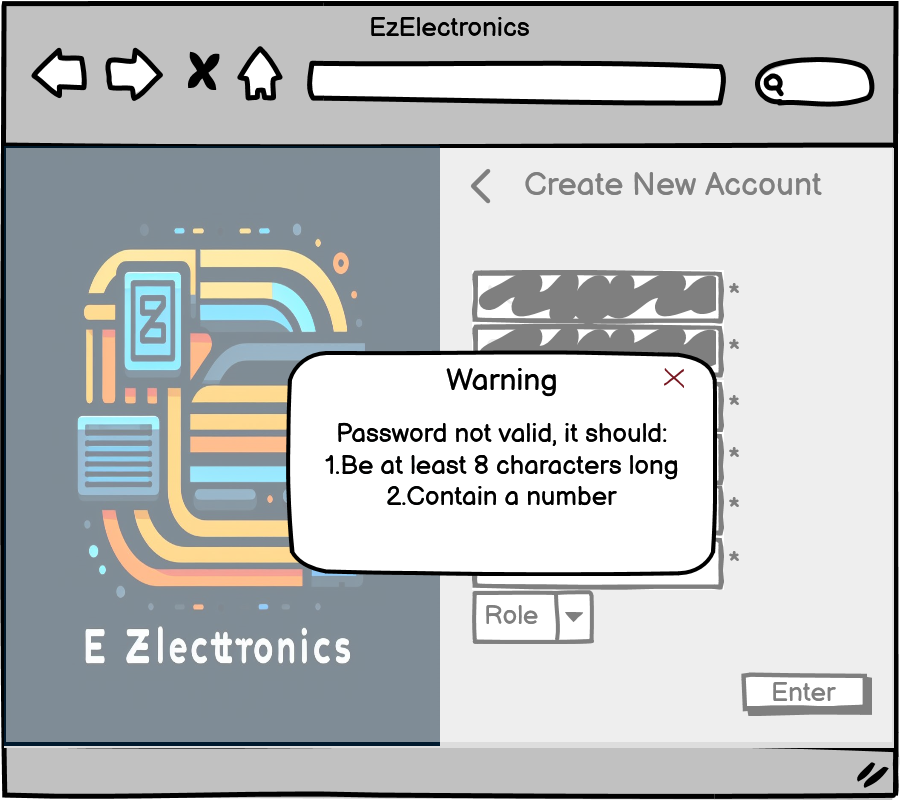 EzElectronics
Create New Account
*
*
*
*
*
*
Warning
Password not valid, it should:
1.Be at least 8 characters long
2.Contain a number
Role
Enter
E Zlecttronics